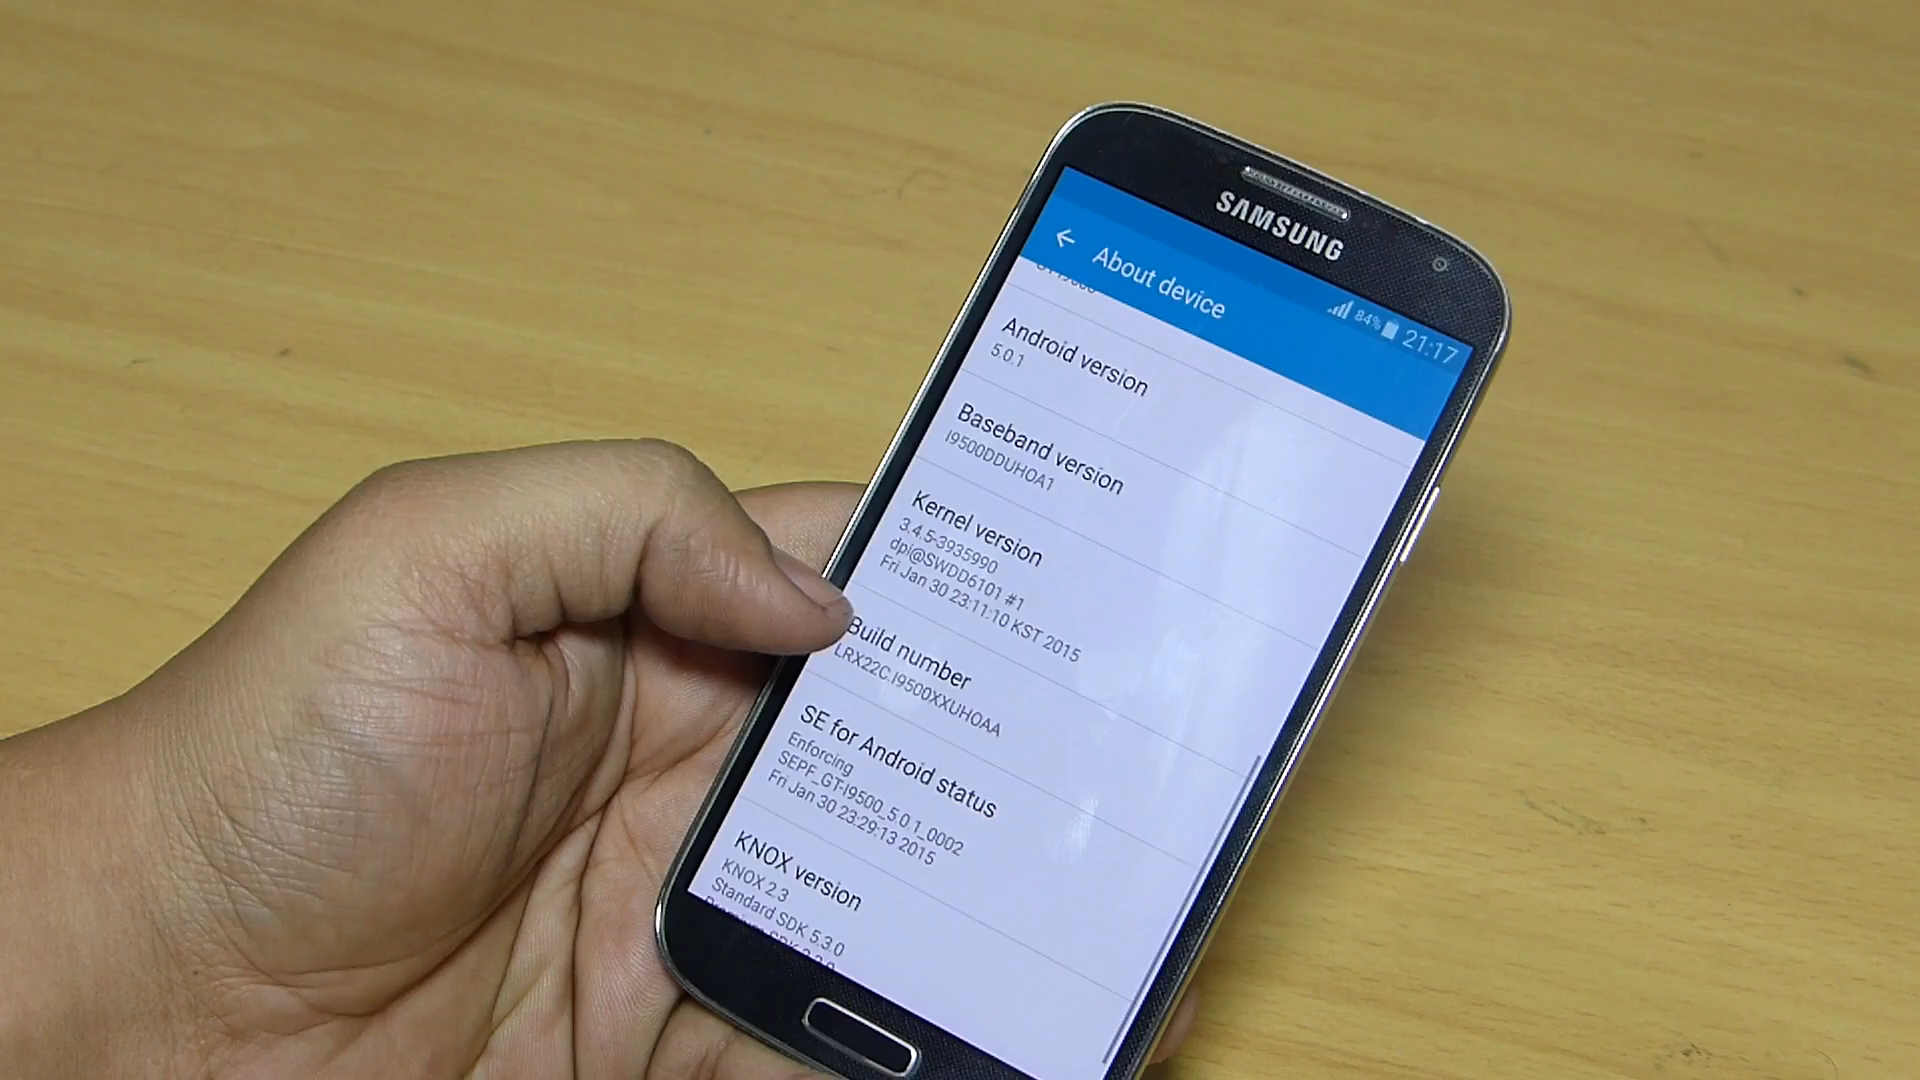 SAMSUNG
84% 21:17
About device
Android version
5.0.1
Baseband version
I9500DDUHOA1
Kernel version
3.4.5-3935990
dpi@SWDD6101 #1
Fri Jan 30 23:11:10 KST 2015
Build number
LRX22C.I9500XXUHOAA
SE for Android status
Enforcing
SEPF_GT-I9500_5.0.1_0002
Fri Jan 30 23:29:13 2015
KNOX version
KNOX 2.3
Standard SDK 5.3.0